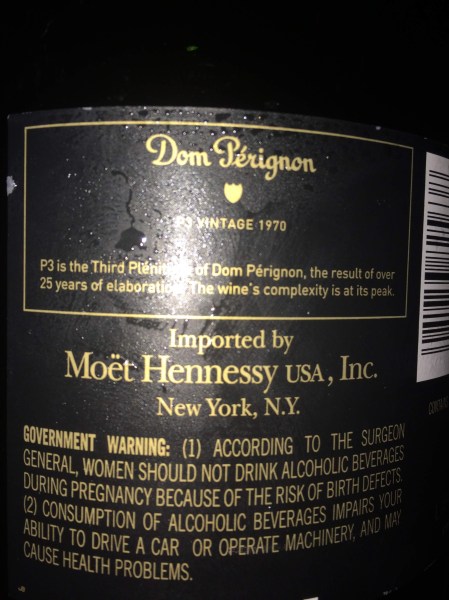 Dom Pérignon
P3 VINTAGE 1970
P3 is the Third Plénitude of Dom Pérignon, the result of over
25 years of elaboration. The wine's complexity is at its peak.
Imported by
Moët Hennessy USA, Inc.
New York, N.Y.
GOVERNMENT WARNING: (1) ACCORDING TO THE SURGEON
GENERAL, WOMEN SHOULD NOT DRINK ALCOHOLIC BEVERAGES
DURING PREGNANCY BECAUSE OF THE RISK OF BIRTH DEFECTS.
(2) CONSUMPTION OF ALCOHOLIC BEVERAGES IMPAIRS YOUR
ABILITY TO DRIVE A CAR OR OPERATE MACHINERY, AND MAY
CAUSE HEALTH PROBLEMS.